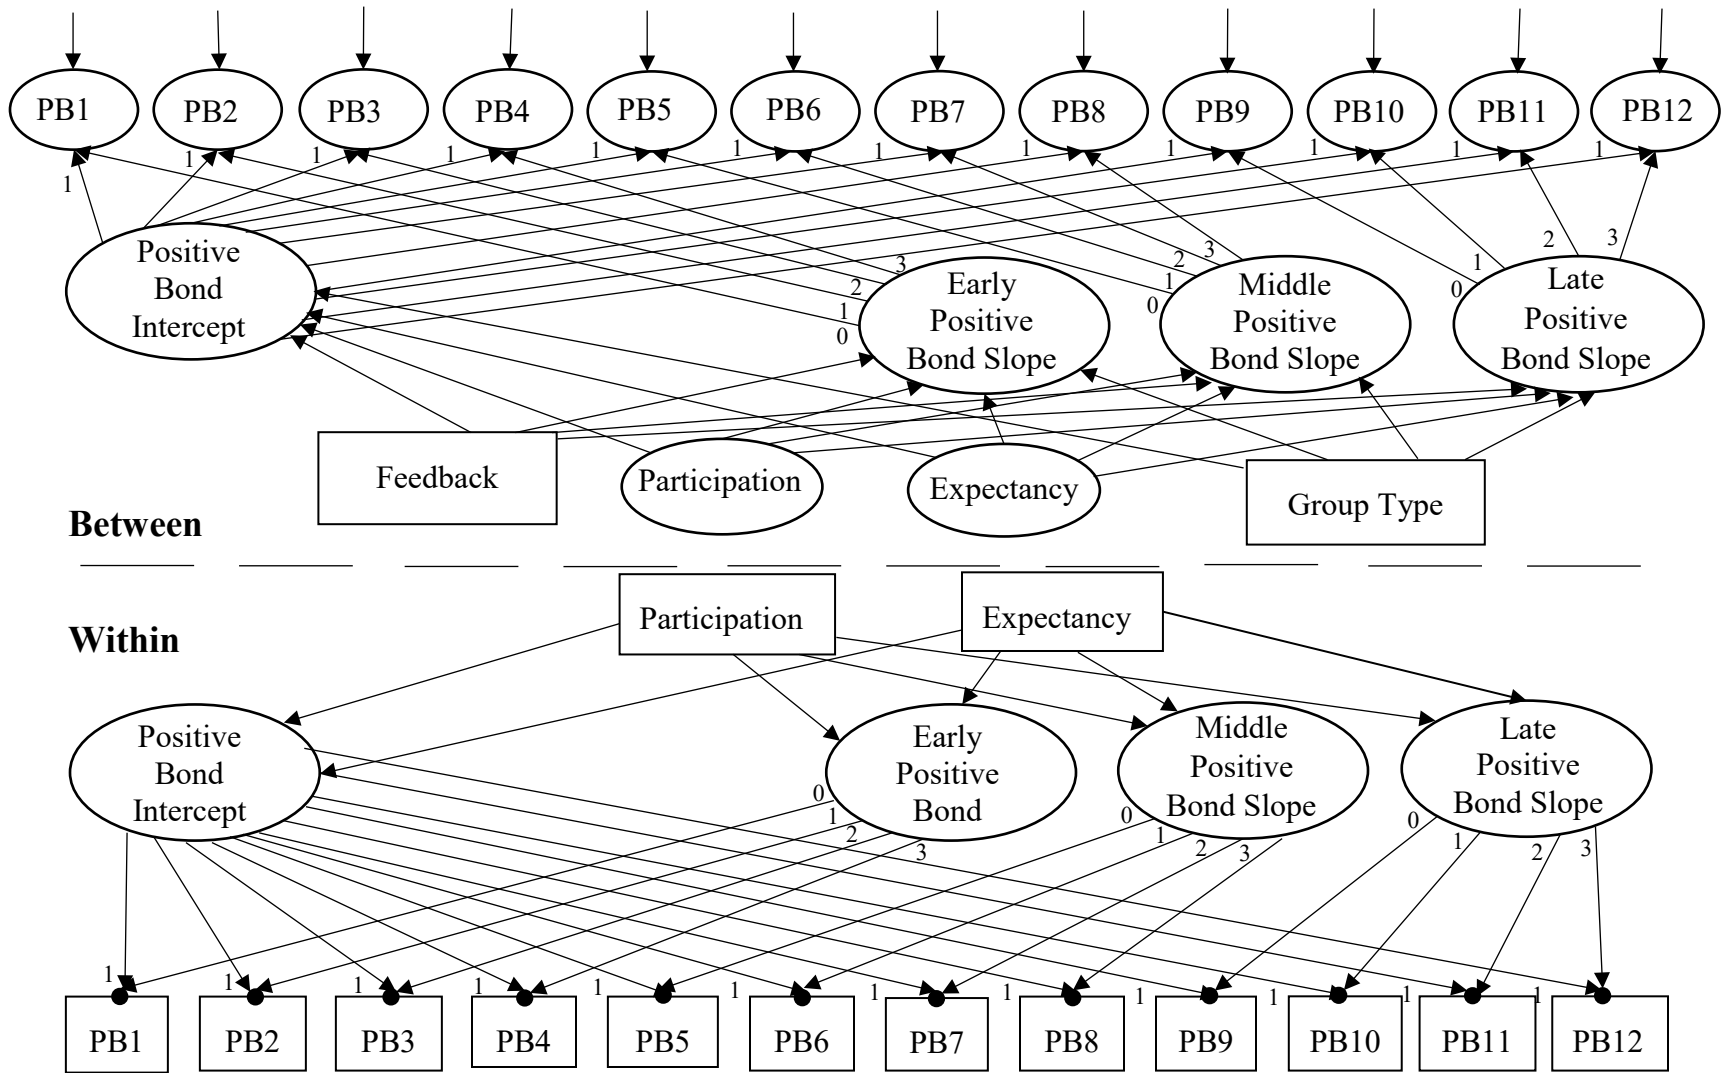 PB1 PB2 PB3 PB4 PB5 PB6 PB7 PB8 PB9 PB10 PB11 PB12
1 1 1 1 1 1 1 1 1 1 1 1
Positive
Bond
Intercept
0 1 2 3
Early
Positive
Bond Slope
0 1 2 3
Middle
Positive
Bond Slope
0 1 2 3
Late
Positive
Bond Slope
Feedback
Participation
Expectancy
Group Type
Between
Within
Participation
Expectancy
Positive
Bond
Intercept
Early
Positive
Bond
0 1 2 3
Middle
Positive
Bond Slope
0 1 2 3
Late
Positive
Bond Slope
0 1 2 3
1 1 1 1 1 1 1 1 1 1 1 1
PB1 PB2 PB3 PB4 PB5 PB6 PB7 PB8 PB9 PB10 PB11 PB12